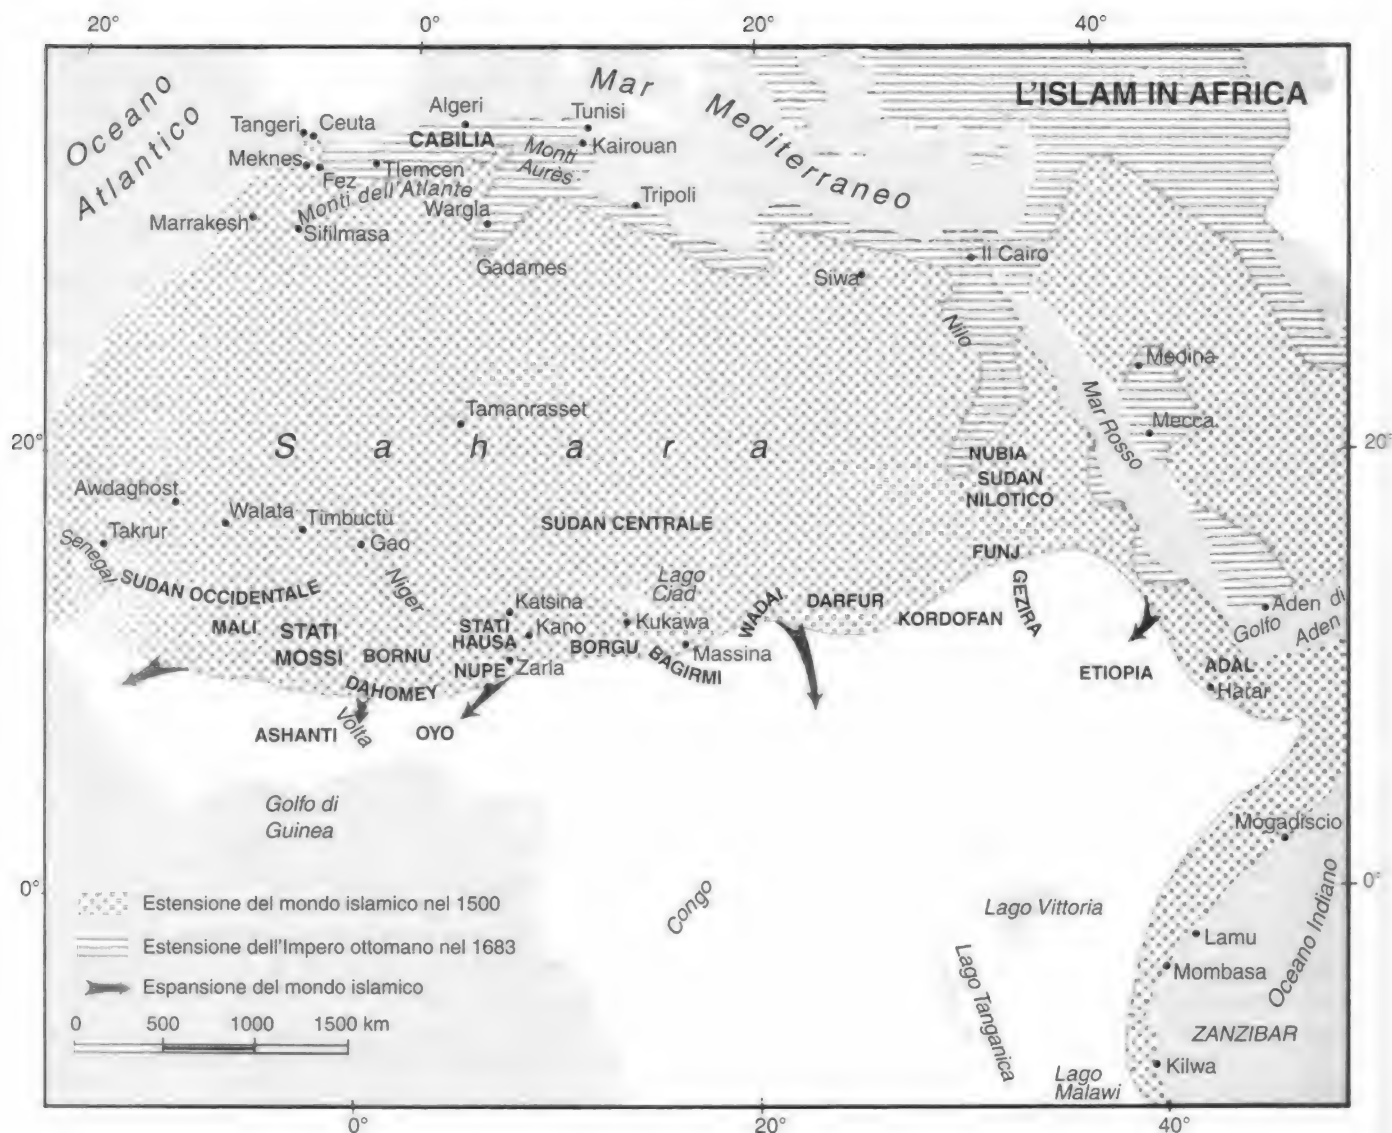 20° 0° 20° 40°
L'ISLAM IN AFRICA
Oceano
Atlantico
Mar
Mediterraneo
Tangeri
Ceuta
Algeri
Tunisi
CABILIA
Kairouan
Monti
Aurès
Meknes
Fez
Tlemcen
Monti dell'Atlante
Marrakesh
Sifilmasa
Wargla
Tripoli
Gadames
Siwa
Il Cairo
Nilo
Medina
Mecca
Mar Rosso
Tamanrasset
20°
Sahara
20°
NUBIA
SUDAN
NILOTICO
Awdaghost
Walata
Timbuctù
Takrur
Gao
SUDAN CENTRALE
FUNJ
Senegal
SUDAN OCCIDENTALE
Niger
Lago
Ciad
GEZIRA
Katsina
Kano
Kukawa
WADAI
DARFUR
KORDOFAN
Aden
Golfo di
Aden
MALI
STATI
MOSSI
BORNU
STATI
HAUSA
NUPE
Zarla
BORGU
BAGIRMI
Massina
ETIOPIA
ADAL
Harar
DAHOMEY
Volta
ASHANTI
OYO
Golfo di
Guinea
Mogadiscio
0°
0°
Congo
Lago Vittoria
Lamu
Mombasa
Oceano Indiano
Lago Tanganica
ZANZIBAR
Kilwa
Lago
Malawi
Estensione del mondo islamico nel 1500
Estensione dell'Impero ottomano nel 1683
Espansione del mondo islamico
0 500 1000 1500 km
0° 20° 40°